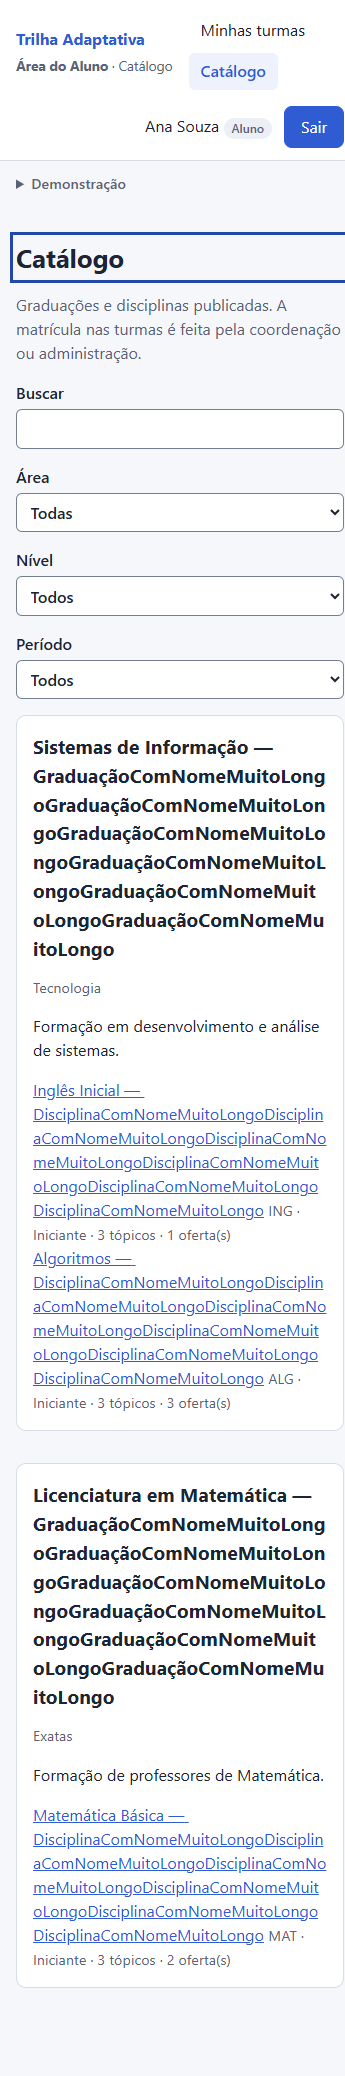 Trilha Adaptativa
Área do Aluno · Catálogo
Minhas turmas
Catálogo
Ana Souza Aluno
Sair
▶ Demonstração
Catálogo
Graduações e disciplinas publicadas. A
matrícula nas turmas é feita pela coordenação
ou administração.
Buscar
Área
Todas
Nível
Todos
Período
Todos
Sistemas de Informação —
GraduaçãoComNomeMuitoLong
oGraduaçãoComNomeMuitoLon
goGraduaçãoComNomeMuitoLo
ngoGraduaçãoComNomeMuitoL
ongoGraduaçãoComNomeMuit
oLongoGraduaçãoComNomeMu
itoLongo
Tecnologia
Formação em desenvolvimento e análise
de sistemas.
Inglês Inicial —
DisciplinaComNomeMuitoLongoDisciplin
aComNomeMuitoLongoDisciplinaComNo
meMuitoLongoDisciplinaComNomeMuit
oLongoDisciplinaComNomeMuitoLongo
DisciplinaComNomeMuitoLongo ING ·
Iniciante · 3 tópicos · 1 oferta(s)
Algoritmos —
DisciplinaComNomeMuitoLongoDisciplin
aComNomeMuitoLongoDisciplinaComNo
meMuitoLongoDisciplinaComNomeMuit
oLongoDisciplinaComNomeMuitoLongo
DisciplinaComNomeMuitoLongo ALG ·
Iniciante · 3 tópicos · 3 oferta(s)
Licenciatura em Matemática —
GraduaçãoComNomeMuitoLong
oGraduaçãoComNomeMuitoLon
goGraduaçãoComNomeMuitoLo
ngoGraduaçãoComNomeMuitoL
ongoGraduaçãoComNomeMuit
oLongoGraduaçãoComNomeMu
itoLongo
Exatas
Formação de professores de Matemática.
Matemática Básica —
DisciplinaComNomeMuitoLongoDisciplin
aComNomeMuitoLongoDisciplinaComNo
meMuitoLongoDisciplinaComNomeMuit
oLongoDisciplinaComNomeMuitoLongo
DisciplinaComNomeMuitoLongo MAT ·
Iniciante · 3 tópicos · 2 oferta(s)